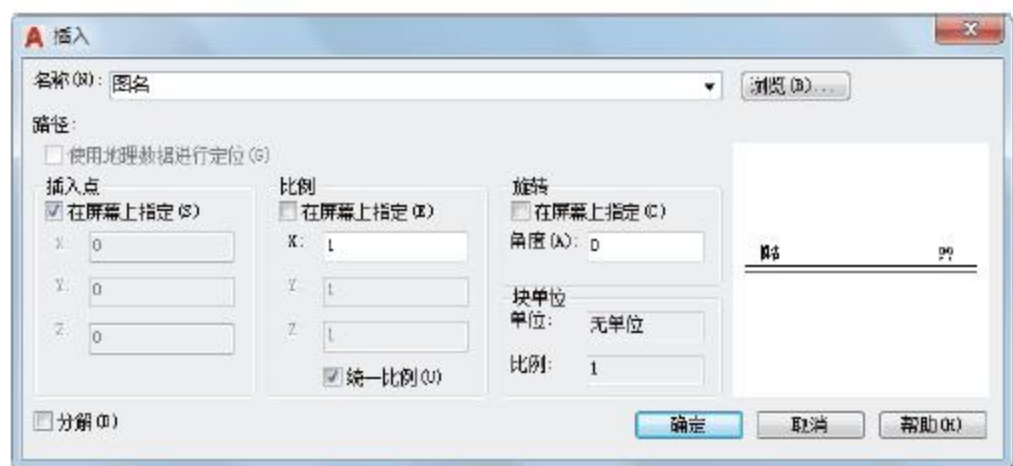 插入
名称(N): 图名 浏览(B)...
路径:
使用地理数据进行定位(G)
插入点
在屏幕上指定(S)
X: 0
Y: 0
Z: 0
比例
在屏幕上指定(E)
X: 1
Y: 1
Z: 1
统一比例(U)
旋转
在屏幕上指定(C)
角度(A): 0
块单位
单位: 无单位
比例: 1
图名 99
分解(D)
确定 取消 帮助(H)